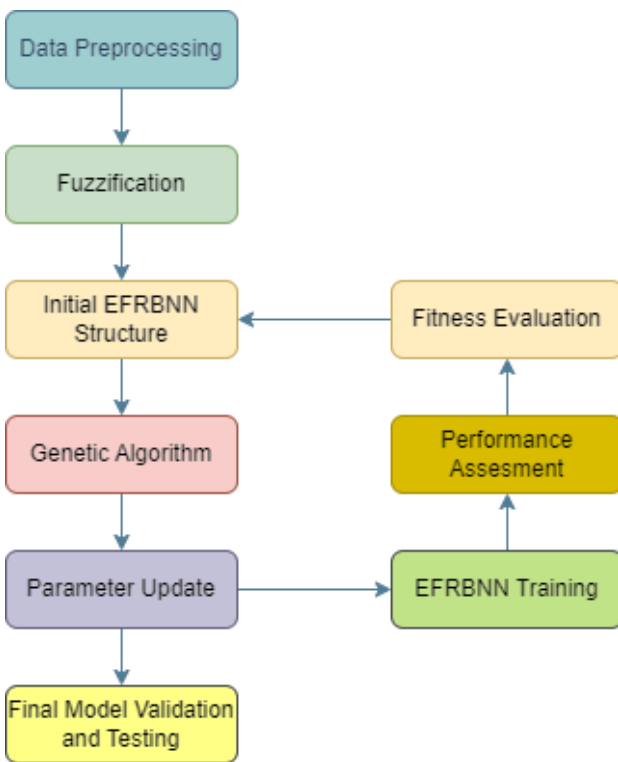 Data Preprocessing
Fuzzification
Initial EFRBNN
Structure
Fitness Evaluation
Genetic Algorithm
Performance
Assesment
Parameter Update
EFRBNN Training
Final Model Validation
and Testing